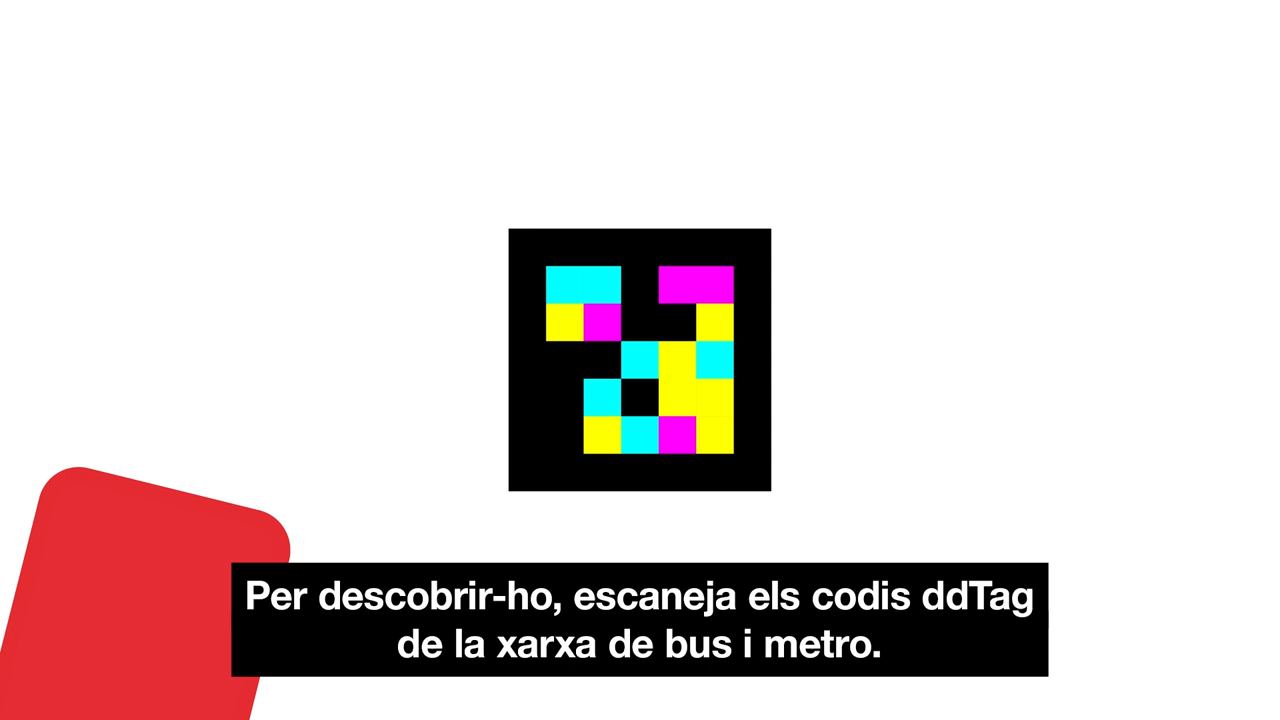 Per descobrir-ho, escaneja els codis ddTag
de la xarxa de bus i metro.